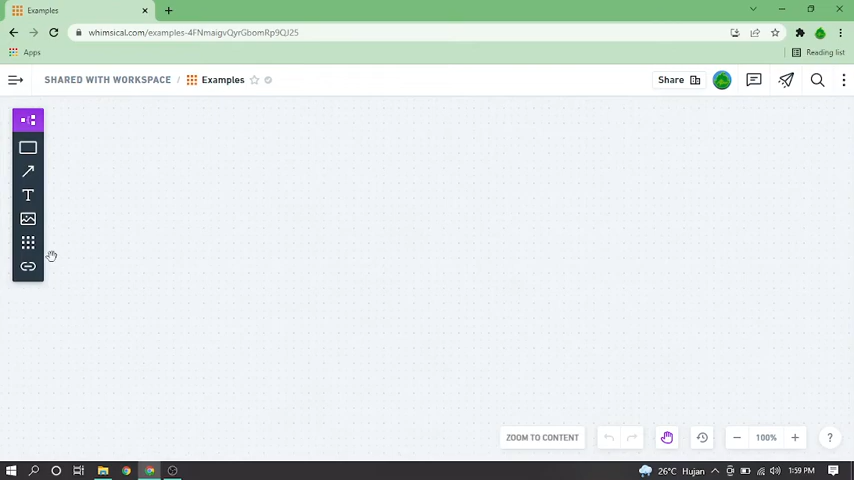 Examples
whimsical.com/examples-4FNmaigvQyrGbomRp9QJ25
Apps
Reading list
SHARED WITH WORKSPACE / Examples
Share
T
ZOOM TO CONTENT
100%
?
26°C Hujan
1:59 PM